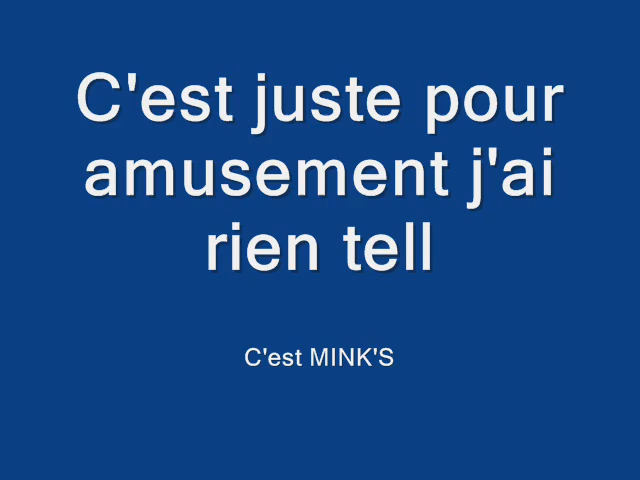 C'est juste pour
amusement j'ai
rien tell
C'est MINK'S